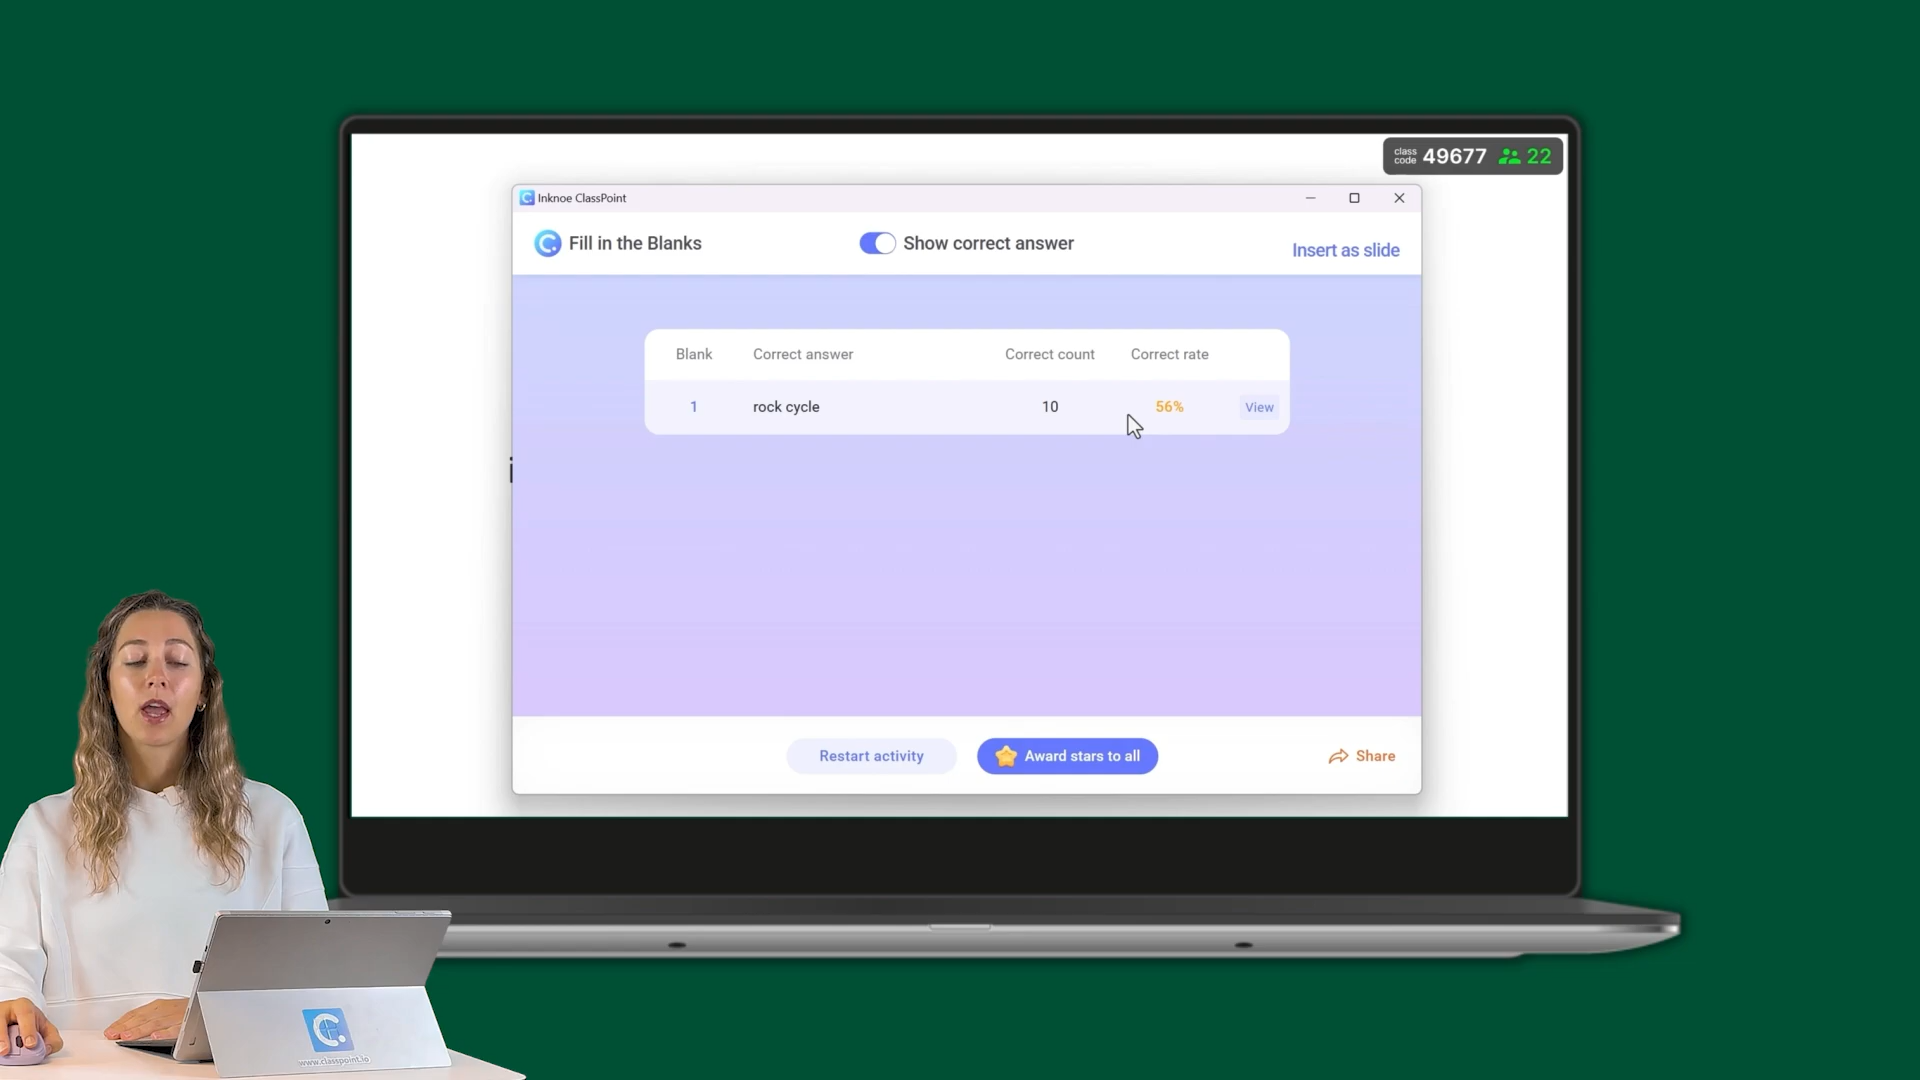 class code 49677 22
Inknoe ClassPoint
Fill in the Blanks
Show correct answer
Insert as slide
Blank Correct answer Correct count Correct rate
1 rock cycle 10 56% View
i
Restart activity
Award stars to all
Share
www.classpoint.io